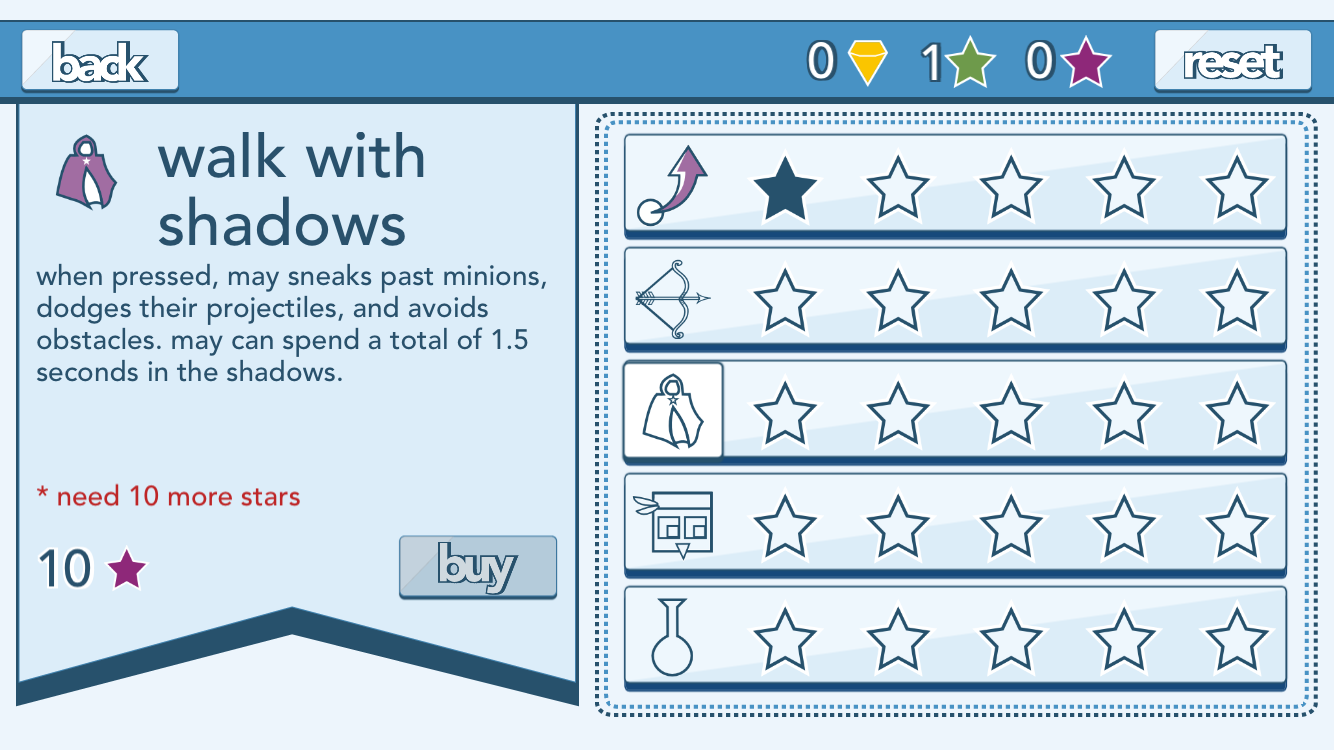 back
0 1 0
reset
walk with
shadows
when pressed, may sneaks past minions,
dodges their projectiles, and avoids
obstacles. may can spend a total of 1.5
seconds in the shadows.
* need 10 more stars
10
buy